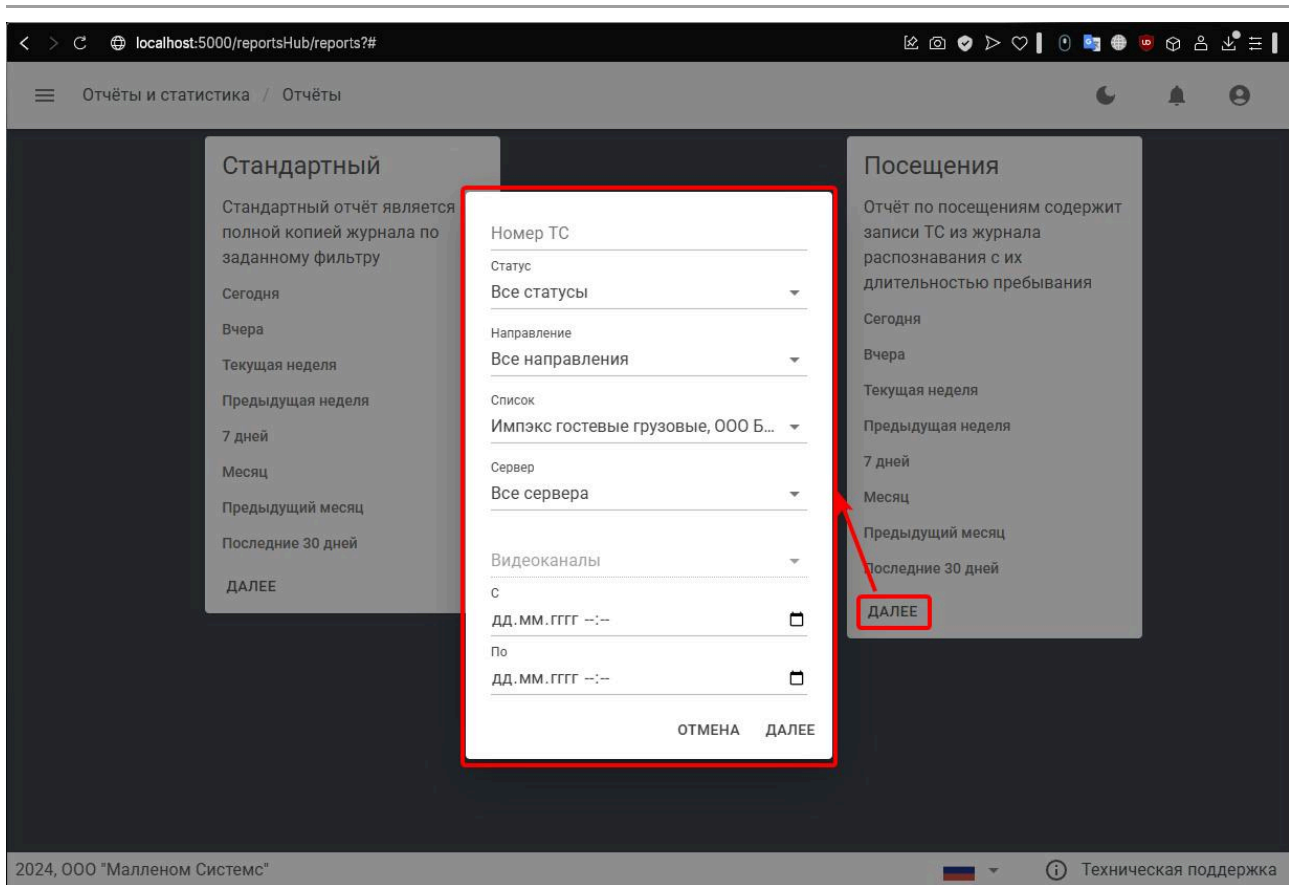 localhost:5000/reportsHub/reports?#
Отчёты и статистика / Отчёты
Стандартный
Стандартный отчёт является
полной копией журнала по
заданному фильтру
Сегодня
Вчера
Текущая неделя
Предыдущая неделя
7 дней
Месяц
Предыдущий месяц
Последние 30 дней
ДАЛЕЕ
Номер ТС
Статус
Все статусы
Направление
Все направления
Список
Импэкс гостевые грузовые, ООО Б...
Сервер
Все сервера
Видеоканалы
С
дд.мм.гггг --:--
По
дд.мм.гггг --:--
ОТМЕНА ДАЛЕЕ
Посещения
Отчёт по посещениям содержит
записи ТС из журнала
распознавания с их
длительностью пребывания
Сегодня
Вчера
Текущая неделя
Предыдущая неделя
7 дней
Месяц
Предыдущий месяц
Последние 30 дней
ДАЛЕЕ
2024, ООО "Малленом Системс"
Техническая поддержка